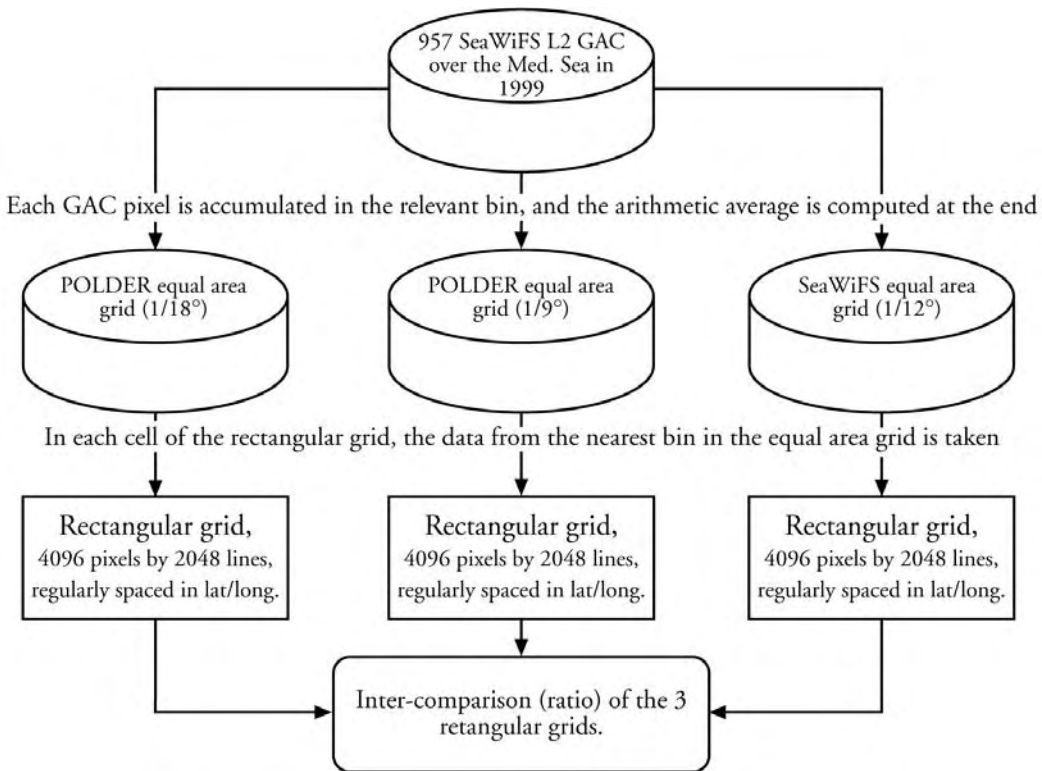 957 SeaWiFS L2 GAC
over the Med. Sea in
1999
Each GAC pixel is accumulated in the relevant bin, and the arithmetic average is computed at the end
POLDER equal area
grid (1/18°)
POLDER equal area
grid (1/9°)
SeaWiFS equal area
grid (1/12°)
In each cell of the rectangular grid, the data from the nearest bin in the equal area grid is taken
Rectangular grid,
4096 pixels by 2048 lines,
regularly spaced in lat/long.
Rectangular grid,
4096 pixels by 2048 lines,
regularly spaced in lat/long.
Rectangular grid,
4096 pixels by 2048 lines,
regularly spaced in lat/long.
Inter-comparison (ratio) of the 3
retangular grids.